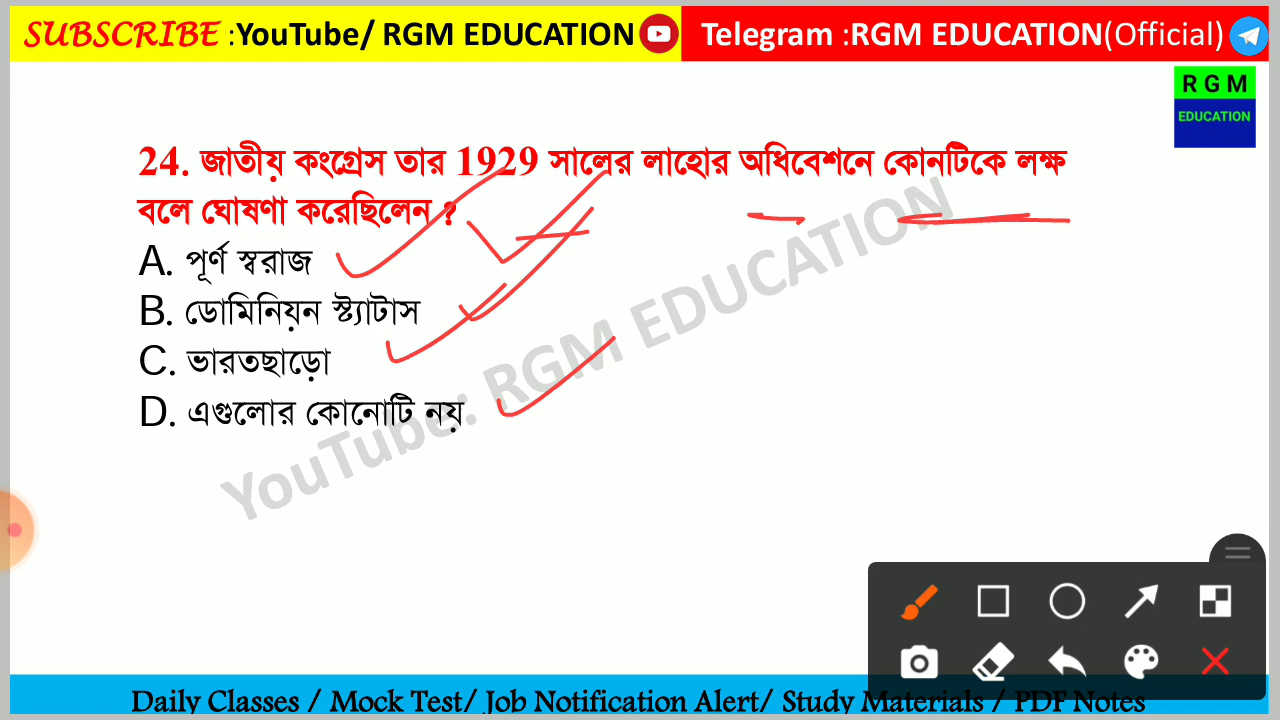 SUBSCRIBE :YouTube/ RGM EDUCATION
Telegram :RGM EDUCATION(Official)
R G M
EDUCATION
24. জাতীয় কংগ্রেস তার 1929 সালের লাহোর অধিবেশনে কোনটিকে লক্ষ
বলে ঘোষণা করেছিলেন ?
A. পূর্ণ স্বরাজ
B. ডোমিনিয়ন স্ট্যাটাস
C. ভারতছাড়ো
D. এগুলোর কোনোটি নয়
YouTube: RGM EDUCATION
Daily Classes / Mock Test/ Job Notification Alert/ Study Materials / PDF Notes